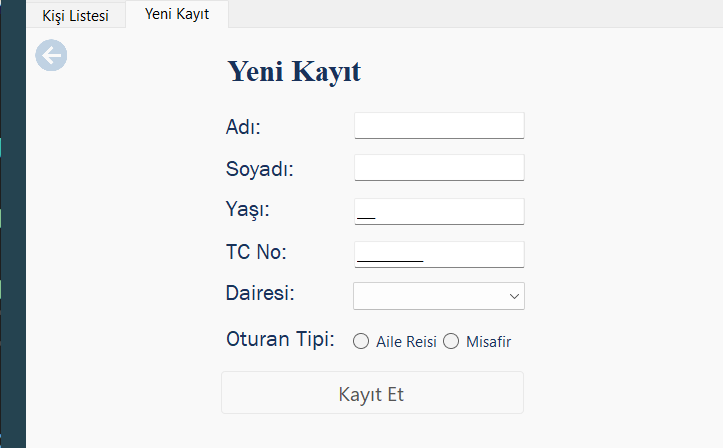 Kişi Listesi
Yeni Kayıt
Yeni Kayıt
Adı:
Soyadı:
Yaşı:
__
TC No:
________
Dairesi:
Oturan Tipi:
Aile Reisi
Misafir
Kayıt Et